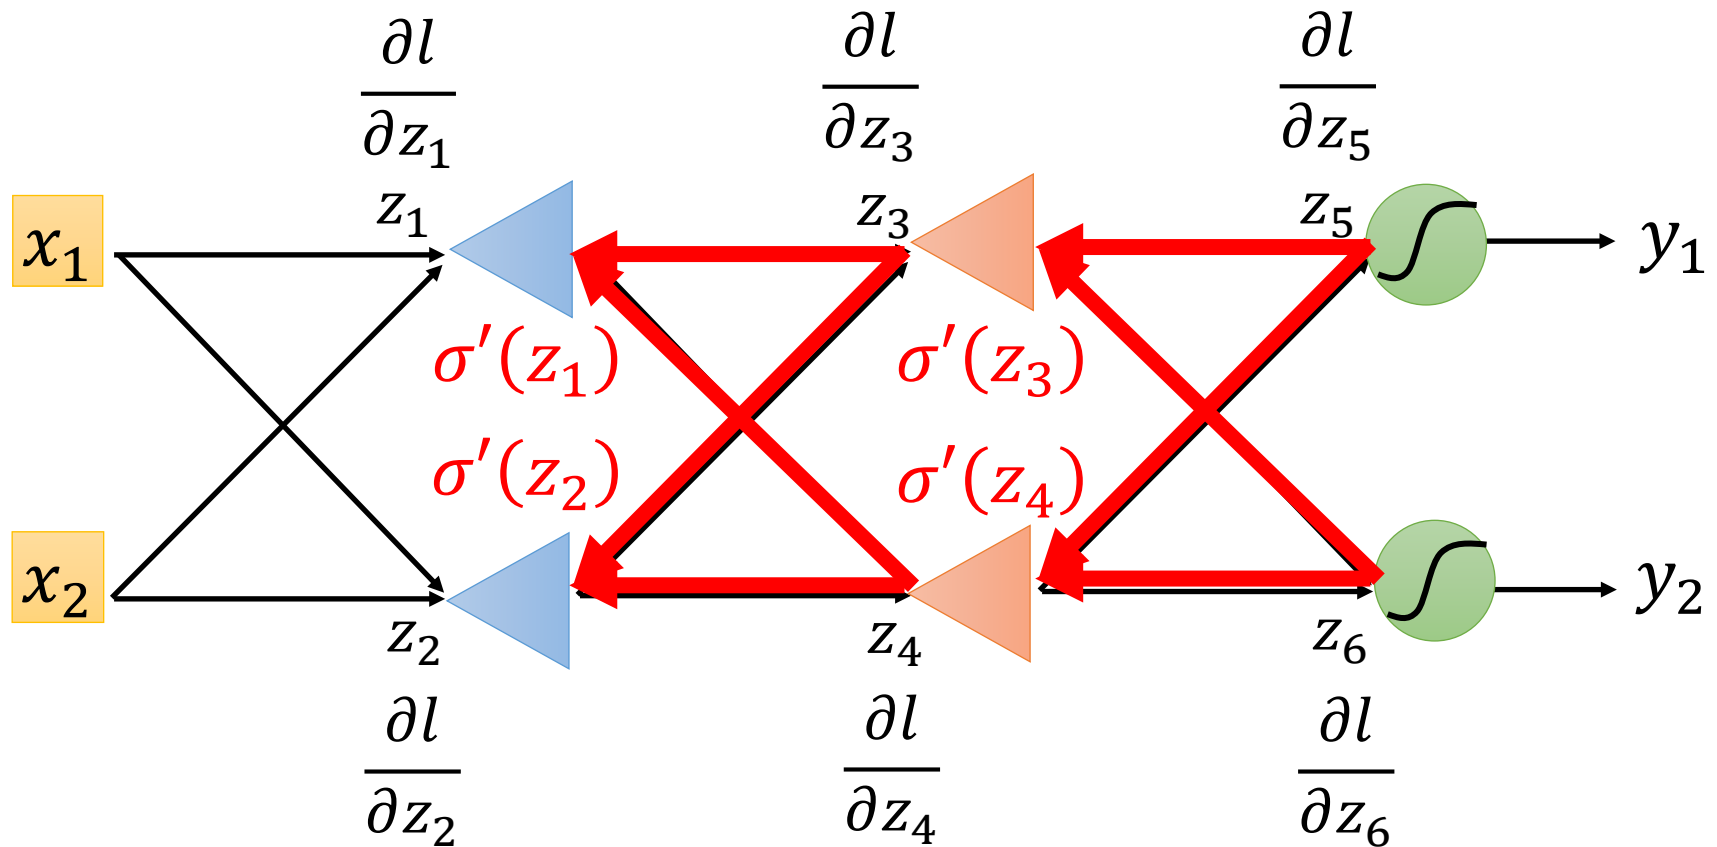 ∂l/∂z₁ ∂l/∂z₃ ∂l/∂z₅
z₁ z₃ z₅
x₁ y₁
σ′(z₁) σ′(z₃)
σ′(z₂) σ′(z₄)
x₂ y₂
z₂ z₄ z₆
∂l/∂z₂ ∂l/∂z₄ ∂l/∂z₆